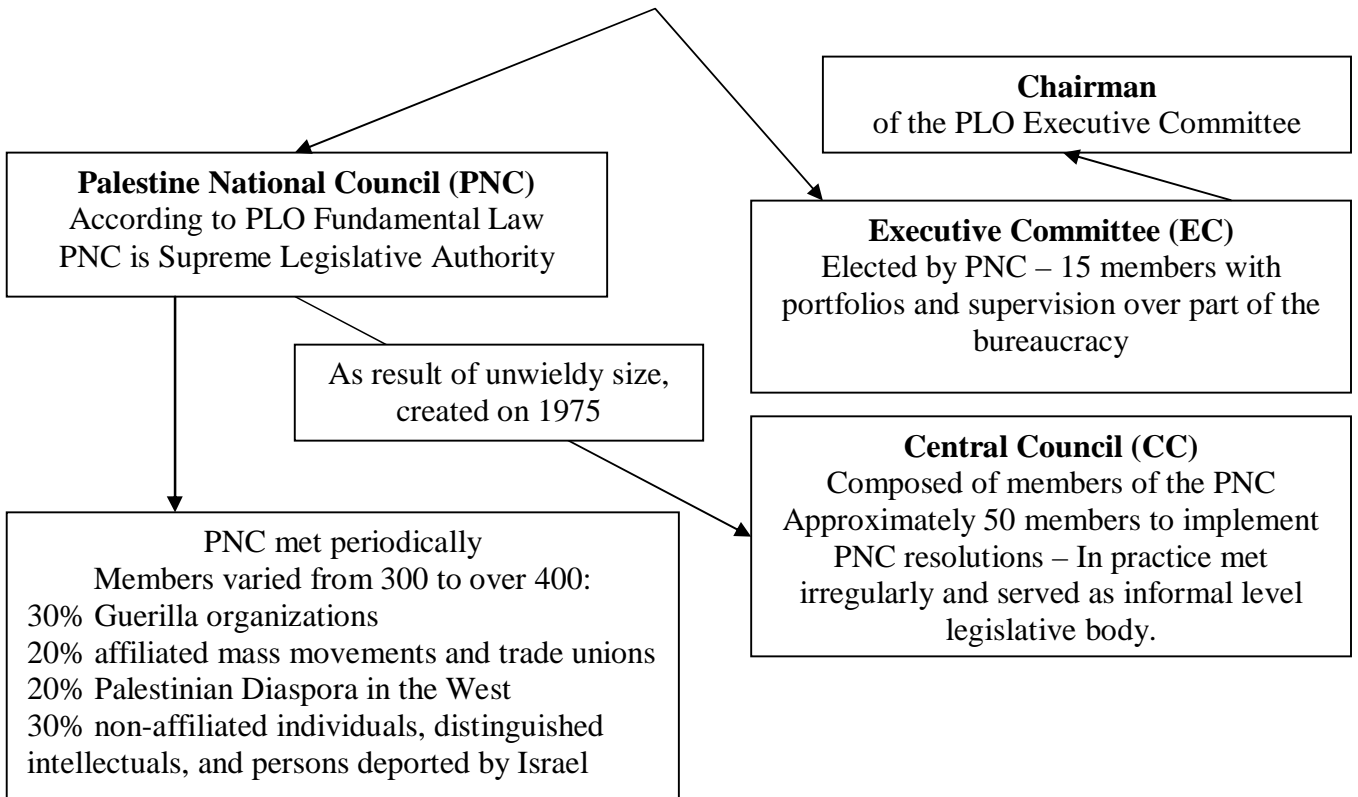 Chairman
of the PLO Executive Committee
Palestine National Council (PNC)
According to PLO Fundamental Law
PNC is Supreme Legislative Authority
Executive Committee (EC)
Elected by PNC – 15 members with
portfolios and supervision over part of the
bureaucracy
As result of unwieldy size,
created on 1975
Central Council (CC)
Composed of members of the PNC
Approximately 50 members to implement
PNC resolutions – In practice met
irregularly and served as informal level
legislative body.
PNC met periodically
Members varied from 300 to over 400:
30% Guerilla organizations
20% affiliated mass movements and trade unions
20% Palestinian Diaspora in the West
30% non-affiliated individuals, distinguished
intellectuals, and persons deported by Israel